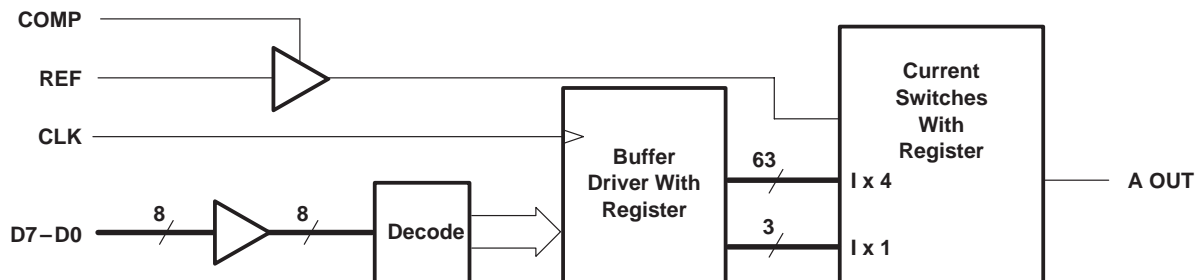 COMP
REF
CLK
D7–D0
8
8
Decode
Buffer
Driver With
Register
63
3
Current
Switches
With
Register
I x 4
I x 1
A OUT